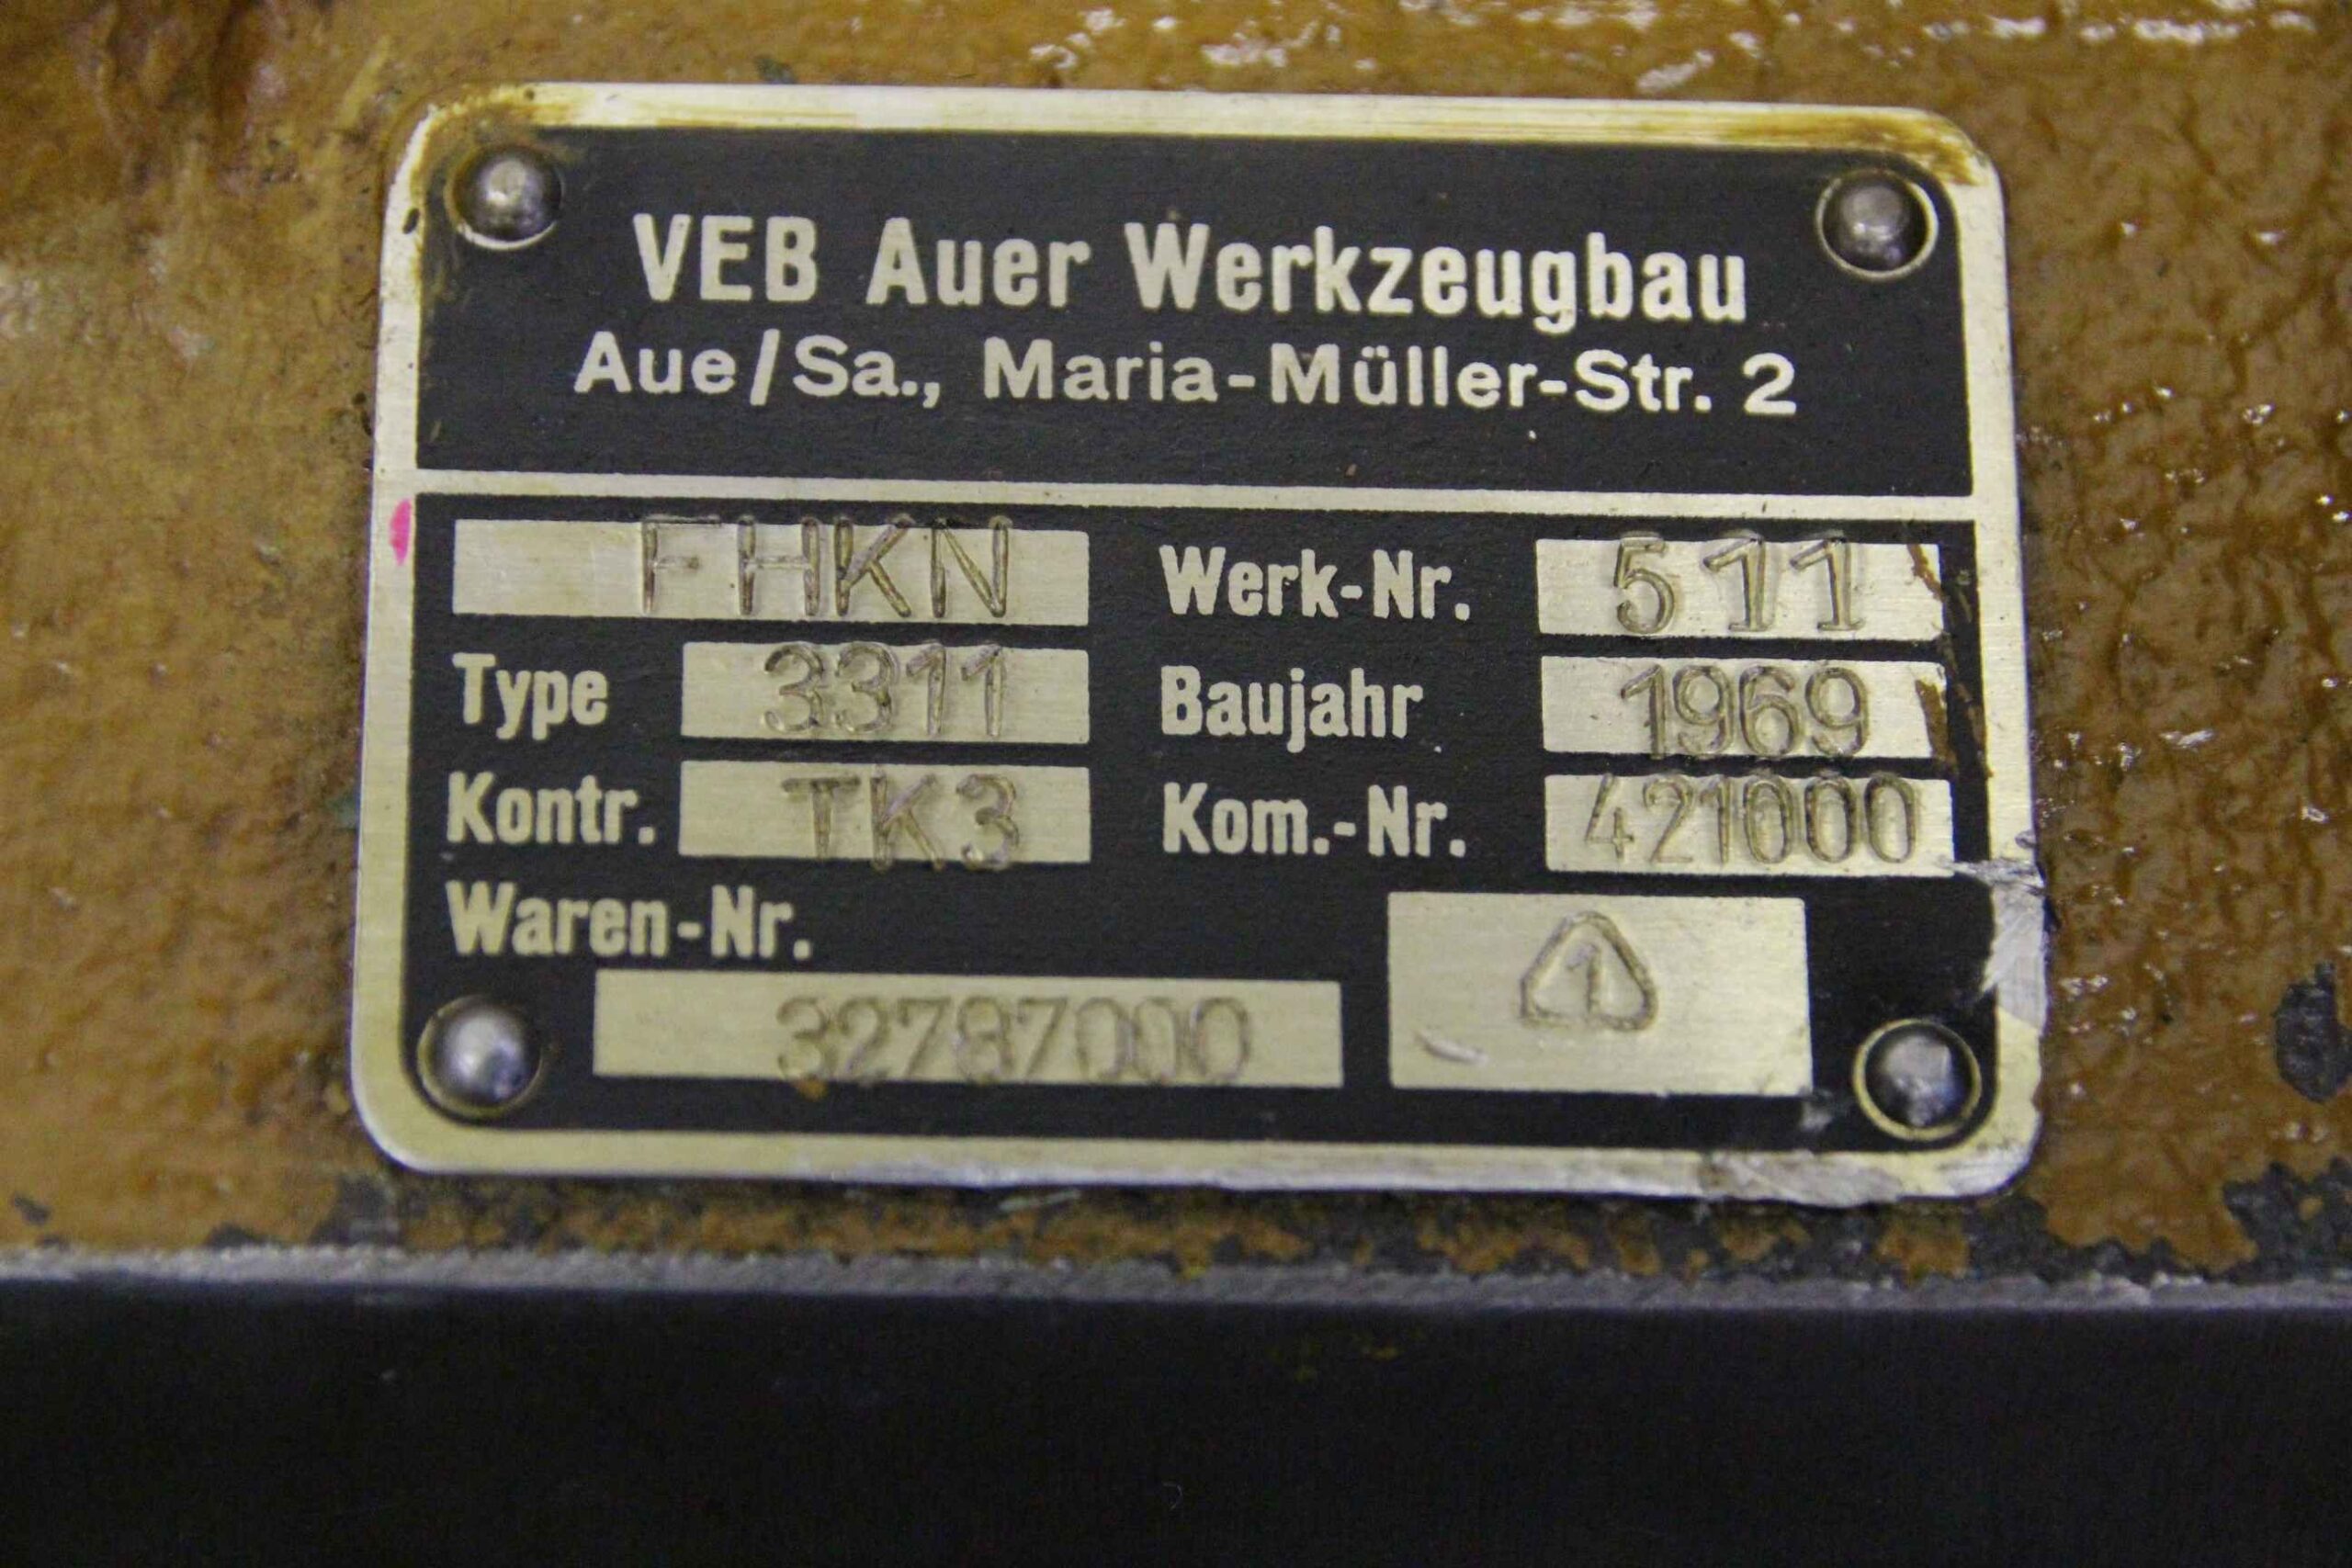 VEB Auer Werkzeugbau
Aue/Sa., Maria-Müller-Str. 2
FHKN Werk-Nr. 511
Type 3311 Baujahr 1969
Kontr. TK3 Kom.-Nr. 421000
Waren-Nr.
32787000 1